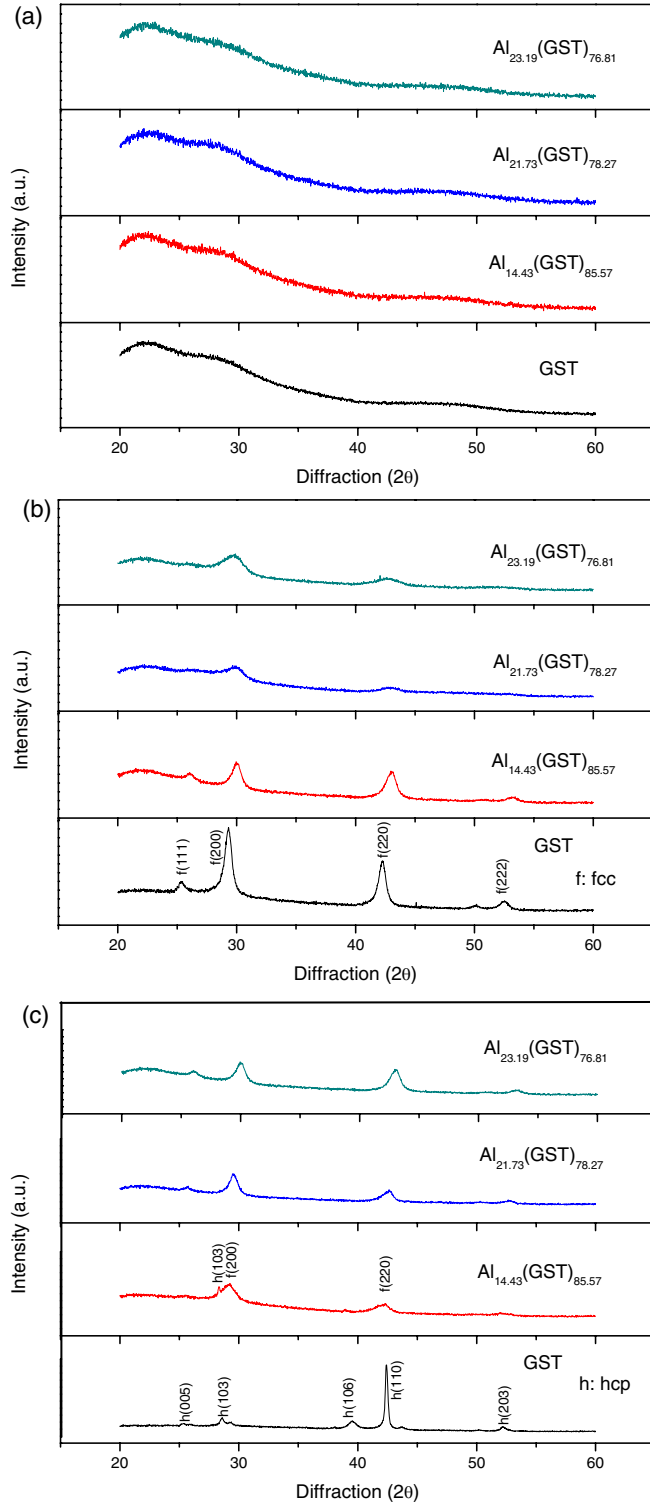 (a)
Al23.19(GST)76.81
Al21.73(GST)78.27
Al14.43(GST)85.57
GST
Intensity (a.u.)
20 30 40 50 60
Diffraction (2θ)
(b)
Al23.19(GST)76.81
Al21.73(GST)78.27
Al14.43(GST)85.57
GST
f: fcc
f(111) f(200) f(220) f(222)
Intensity (a.u.)
20 30 40 50 60
Diffraction (2θ)
(c)
Al23.19(GST)76.81
Al21.73(GST)78.27
Al14.43(GST)85.57
h(103) f(200) f(220)
GST
h: hcp
h(005) h(103) h(106) h(110) h(203)
Intensity (a.u.)
20 30 40 50 60
Diffraction (2θ)